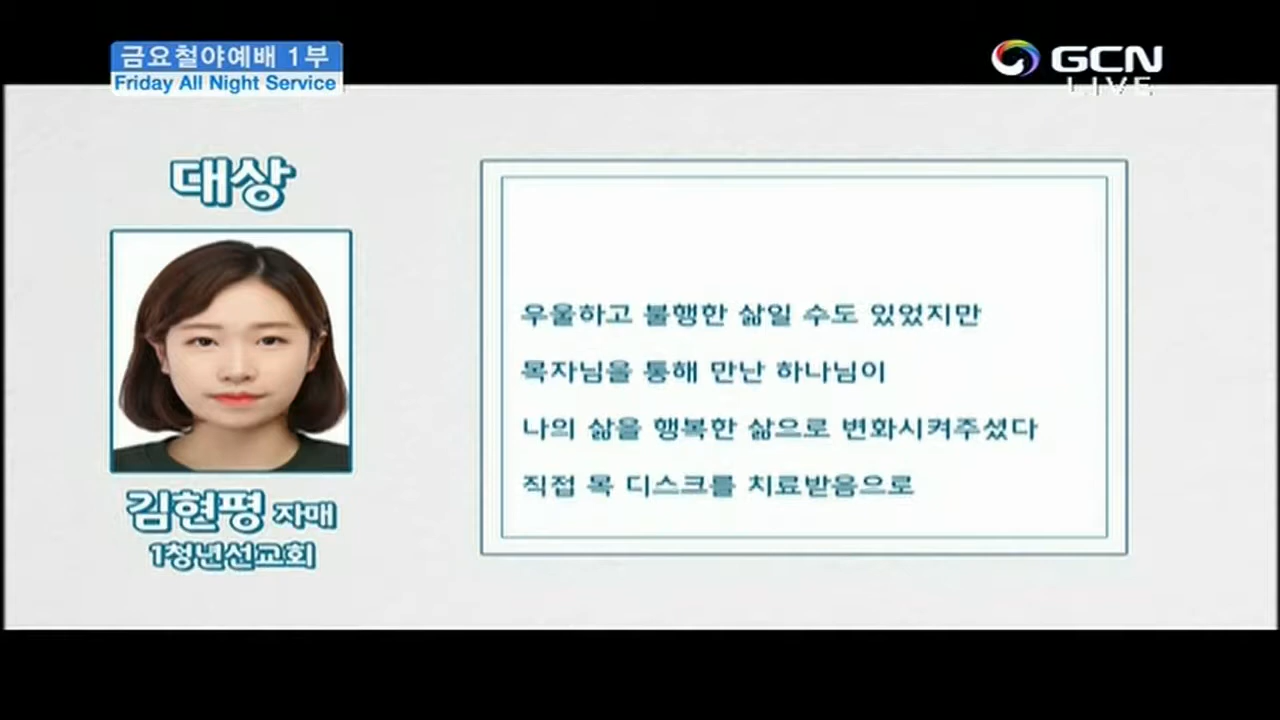 금요철야예배 1부
Friday All Night Service
GCN
LIVE
대상
김현평 자매
1청년선교회
우울하고 불행한 삶일 수도 있었지만
목자님을 통해 만난 하나님이
나의 삶을 행복한 삶으로 변화시켜주셨다
직접 목 디스크를 치료받음으로